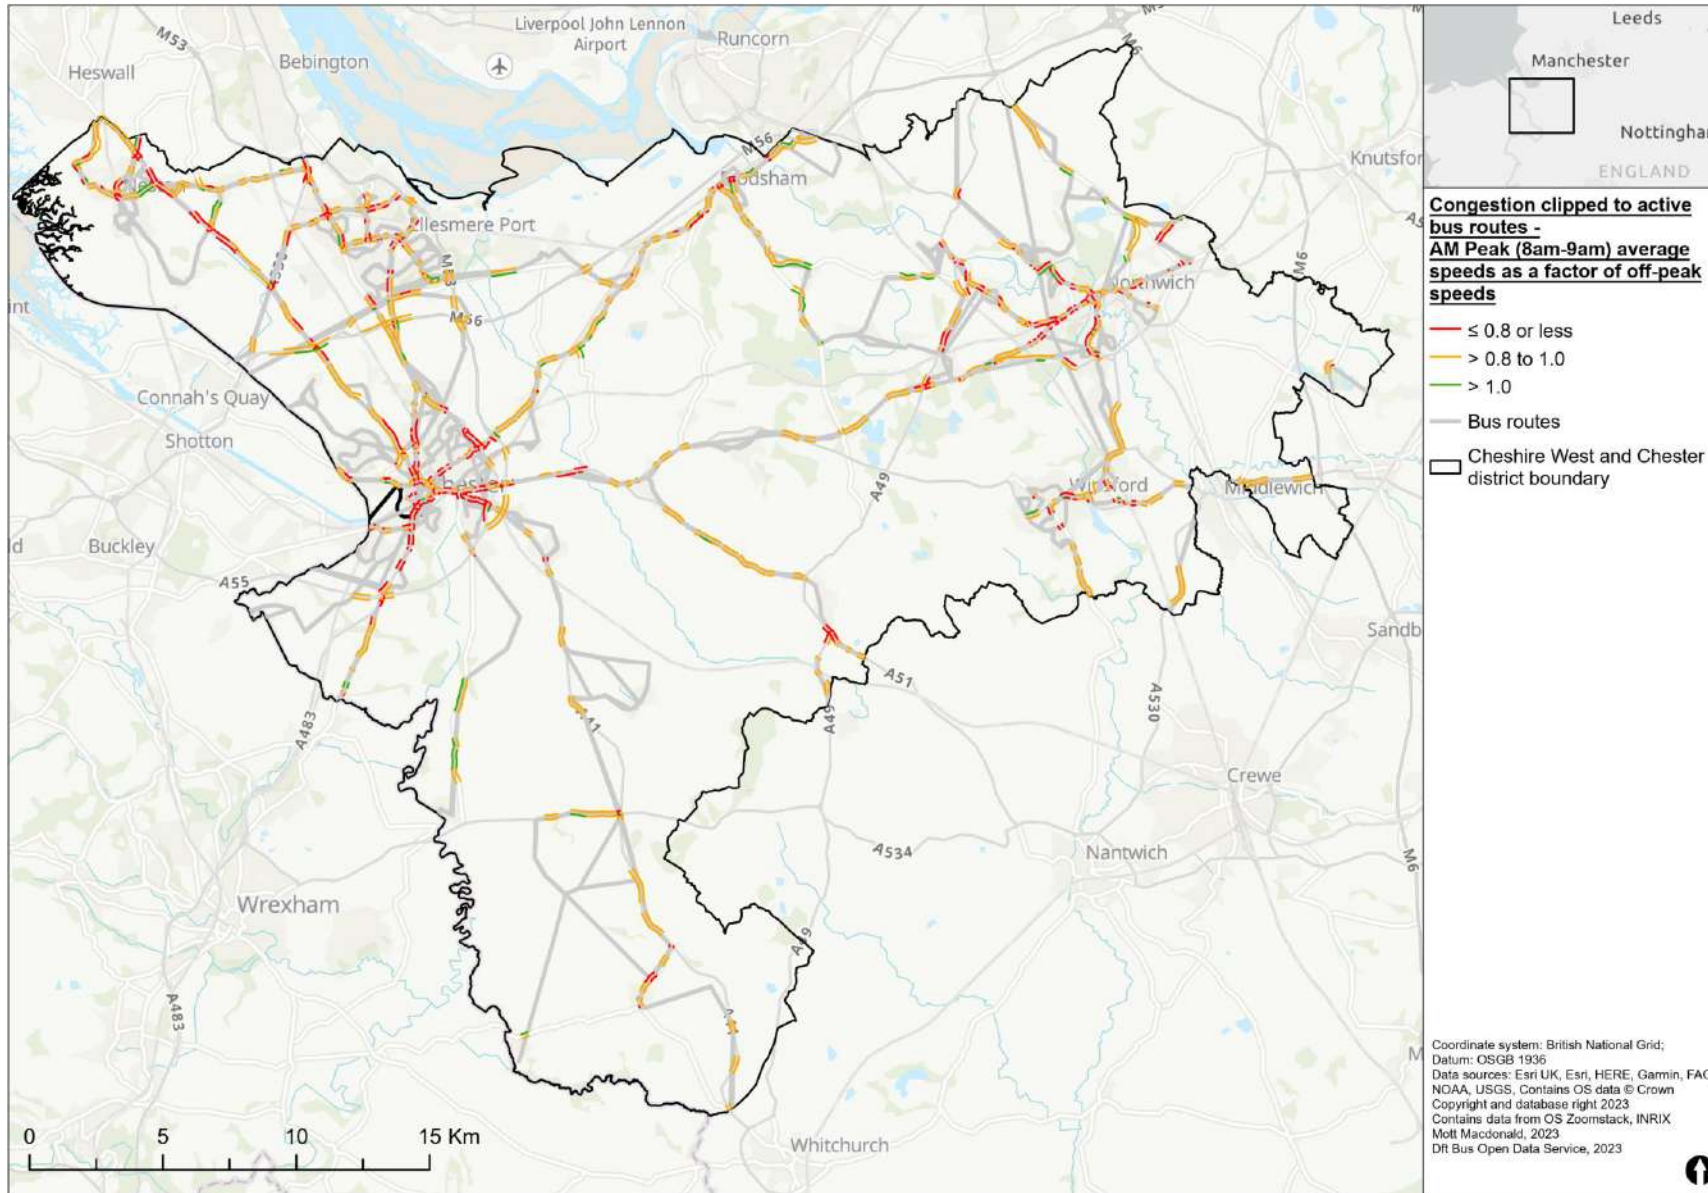 Liverpool John Lennon
Airport
Runcorn
M53
Heswall
Bebington
M6
M56
Ellesmere Port
M53
M56
Connah's Quay
Shotton
Buckley
A55
A49
A483
A41
A49
A51
A530
Middlewich
M6
Crewe
Nantwich
A534
M6
Wrexham
A483
A49
Whitchurch
0 5 10 15 Km
Leeds
Manchester
ENGLAND
Congestion clipped to active
bus routes -
AM Peak (8am-9am) average
speeds as a factor of off-peak
speeds
≤ 0.8 or less
> 0.8 to 1.0
> 1.0
Bus routes
Cheshire West and Chester
district boundary
Coordinate system: British National Grid;
Datum: OSGB 1936
Data sources: Esri UK, Esri, HERE, Garmin, FAO
NOAA, USGS, Contains OS data © Crown
Copyright and database right 2023
Contains data from OS Zoomstack, INRIX
Mott Macdonald, 2023
Dft Bus Open Data Service, 2023